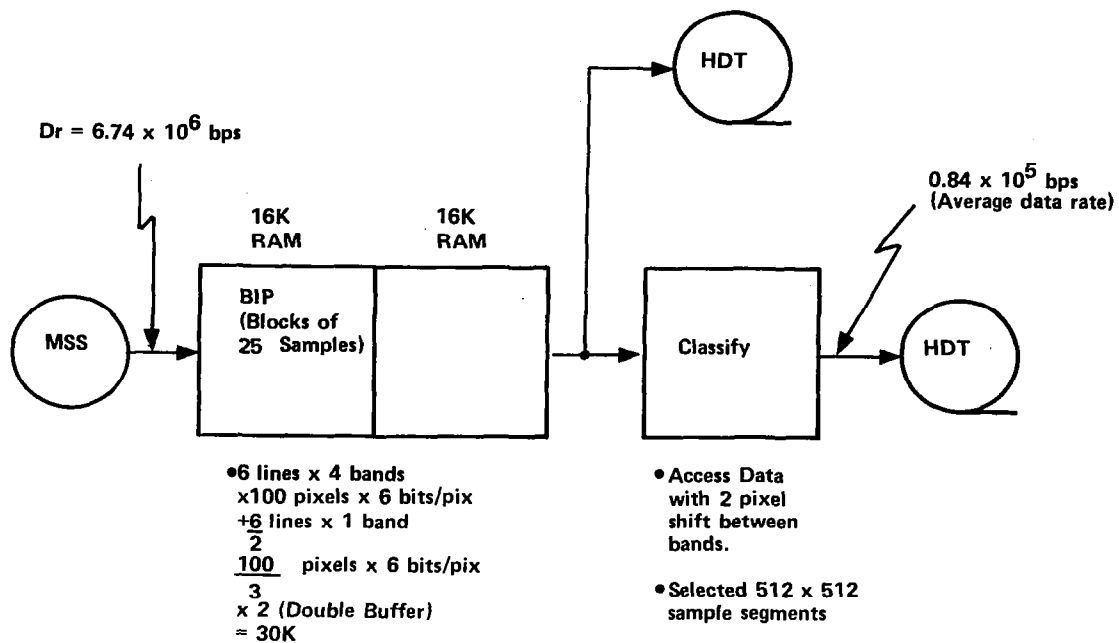 HDT
Dr = 6.74 x 10^6 bps
0.84 x 10^5 bps
(Average data rate)
16K
RAM
16K
RAM
MSS
BIP
(Blocks of
25 Samples)
Classify
HDT
•6 lines x 4 bands
x100 pixels x 6 bits/pix
+6/2 lines x 1 band
100/3 pixels x 6 bits/pix
x 2 (Double Buffer)
= 30K
•Access Data
with 2 pixel
shift between
bands.
•Selected 512 x 512
sample segments